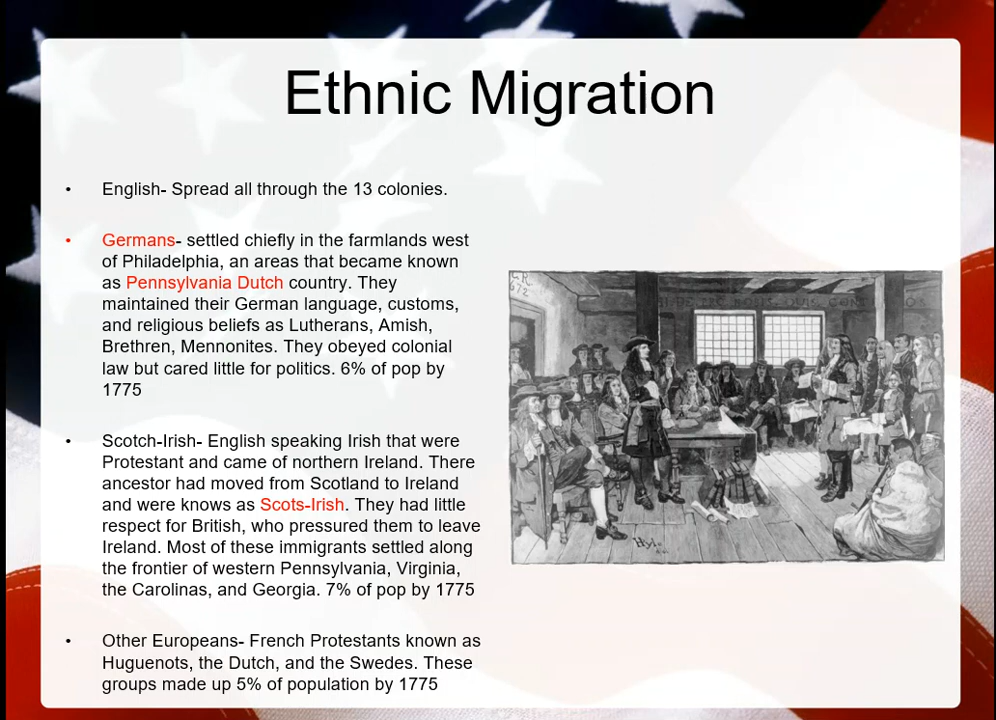 Ethnic Migration
• English- Spread all through the 13 colonies.
• Germans- settled chiefly in the farmlands west
of Philadelphia, an areas that became known
as Pennsylvania Dutch country. They
maintained their German language, customs,
and religious beliefs as Lutherans, Amish,
Brethren, Mennonites. They obeyed colonial
law but cared little for politics. 6% of pop by
1775
• Scotch-Irish- English speaking Irish that were
Protestant and came of northern Ireland. There
ancestor had moved from Scotland to Ireland
and were knows as Scots-Irish. They had little
respect for British, who pressured them to leave
Ireland. Most of these immigrants settled along
the frontier of western Pennsylvania, Virginia,
the Carolinas, and Georgia. 7% of pop by 1775
• Other Europeans- French Protestants known as
Huguenots, the Dutch, and the Swedes. These
groups made up 5% of population by 1775